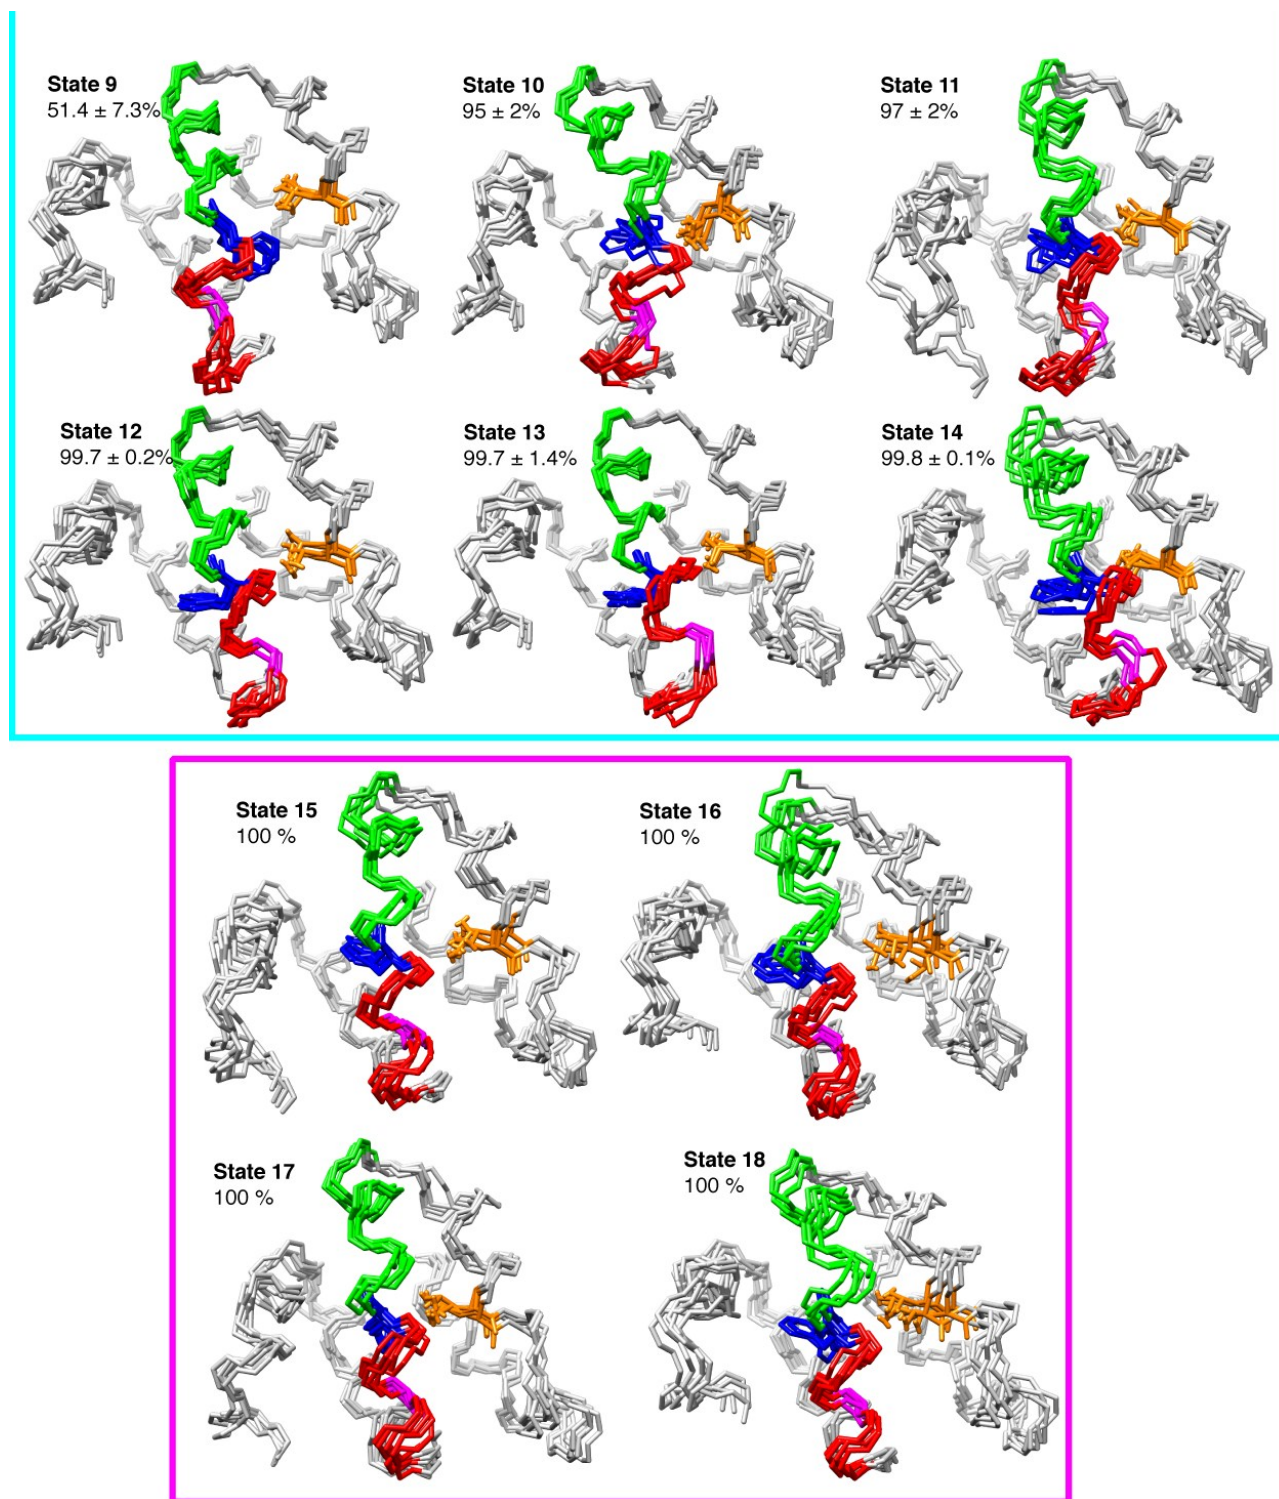 State 9
51.4 ± 7.3%
State 10
95 ± 2%
State 11
97 ± 2%
State 12
99.7 ± 0.2%
State 13
99.7 ± 1.4%
State 14
99.8 ± 0.1%
State 15
100 %
State 16
100 %
State 17
100 %
State 18
100 %